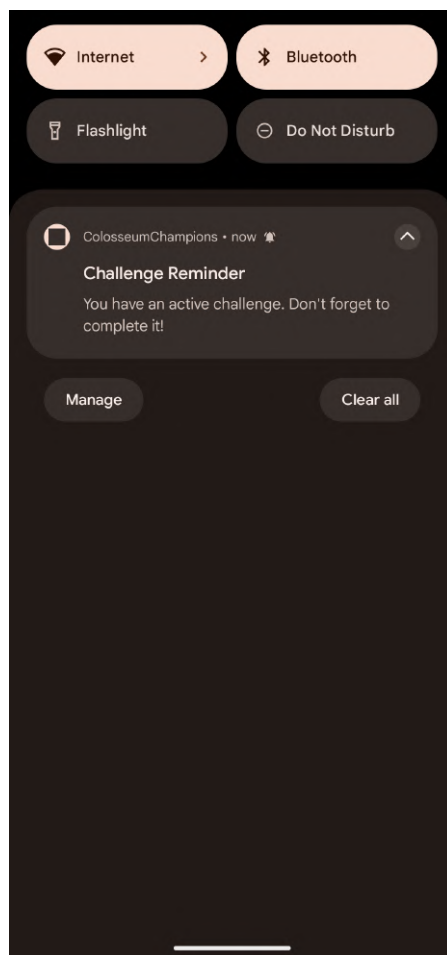 Internet
Bluetooth
Flashlight
Do Not Disturb
ColosseumChampions • now
Challenge Reminder
You have an active challenge. Don't forget to
complete it!
Manage
Clear all